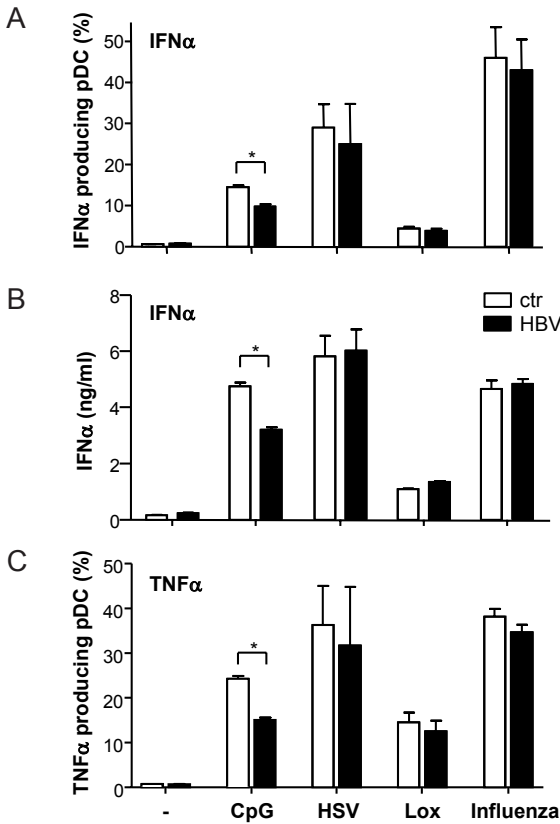 A
IFNα
IFNα producing pDC (%)
50
40
30
20
10
0
*
B
IFNα
IFNα (ng/ml)
8
6
4
2
0
*
ctr
HBV
C
TNFα
TNFα producing pDC (%)
50
40
30
20
10
0
*
- CpG HSV Lox Influenza